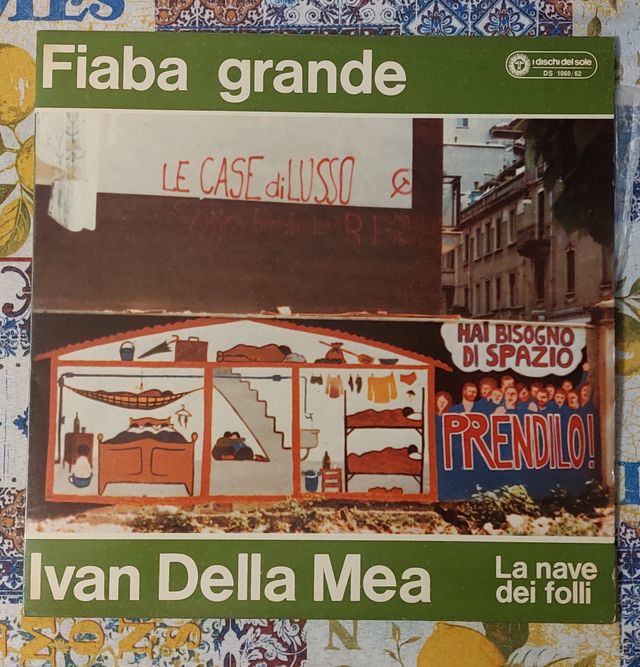 Fiaba grande
i dischi del sole
DS 1060/62
LE CASE di LUSSO
HAI BISOGNO
DI SPAZIO
PRENDILO!
Ivan Della Mea
La nave
dei folli